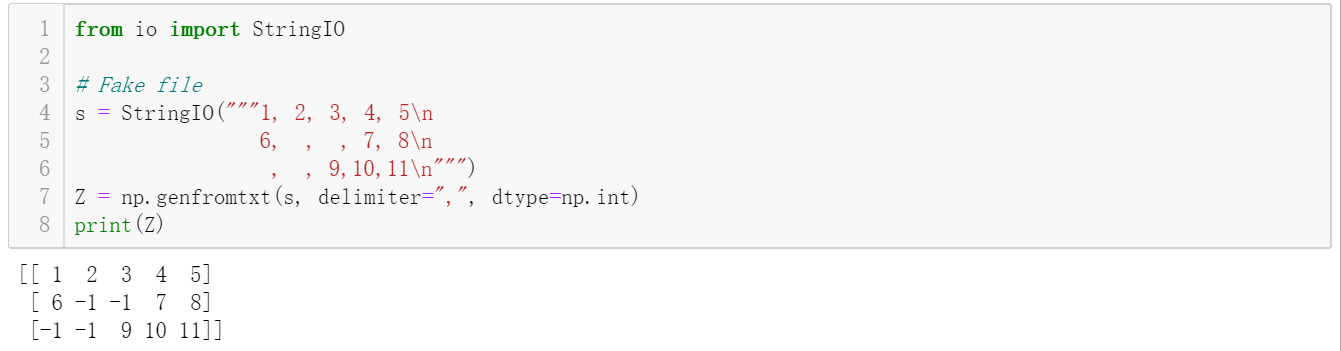 1 from io import StringIO
2
3 # Fake file
4 s = StringIO("""1, 2, 3, 4, 5\n
5                 6,  ,  , 7, 8\n
6                  ,  , 9,10,11\n""")
7 Z = np.genfromtxt(s, delimiter=",", dtype=np.int)
8 print(Z)
[[ 1  2  3  4  5]
 [ 6 -1 -1  7  8]
 [-1 -1  9 10 11]]